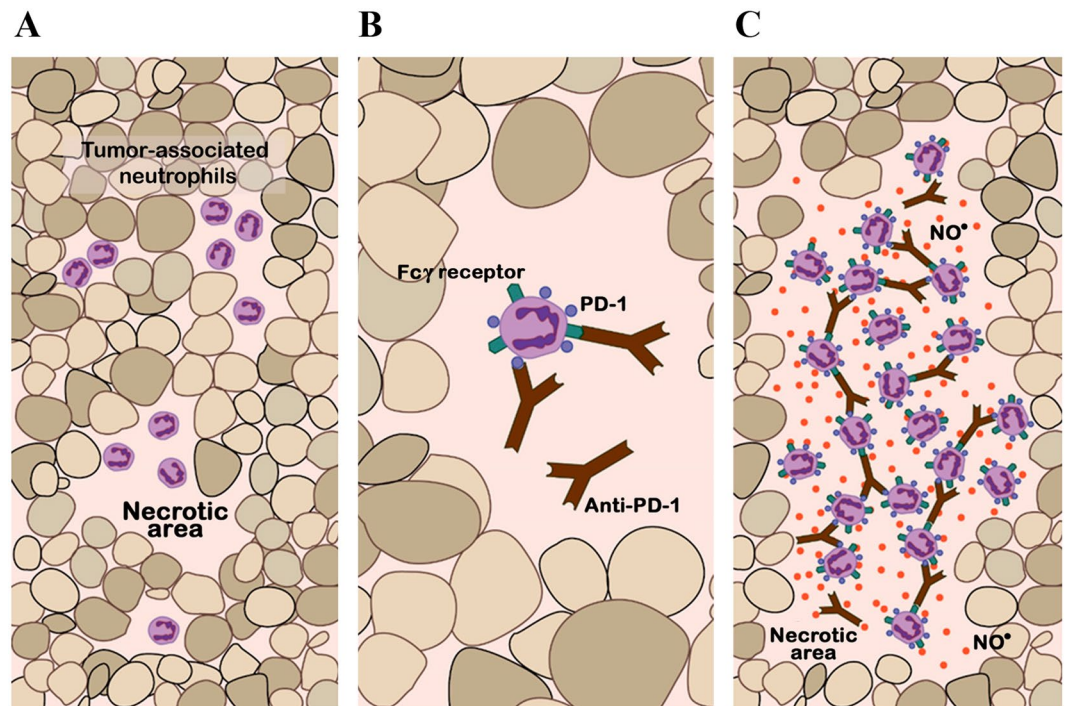 A
B
C
Tumor-associated
neutrophils
Necrotic
area
Fcγ receptor
PD-1
Anti-PD-1
NO•
Necrotic
area
NO•